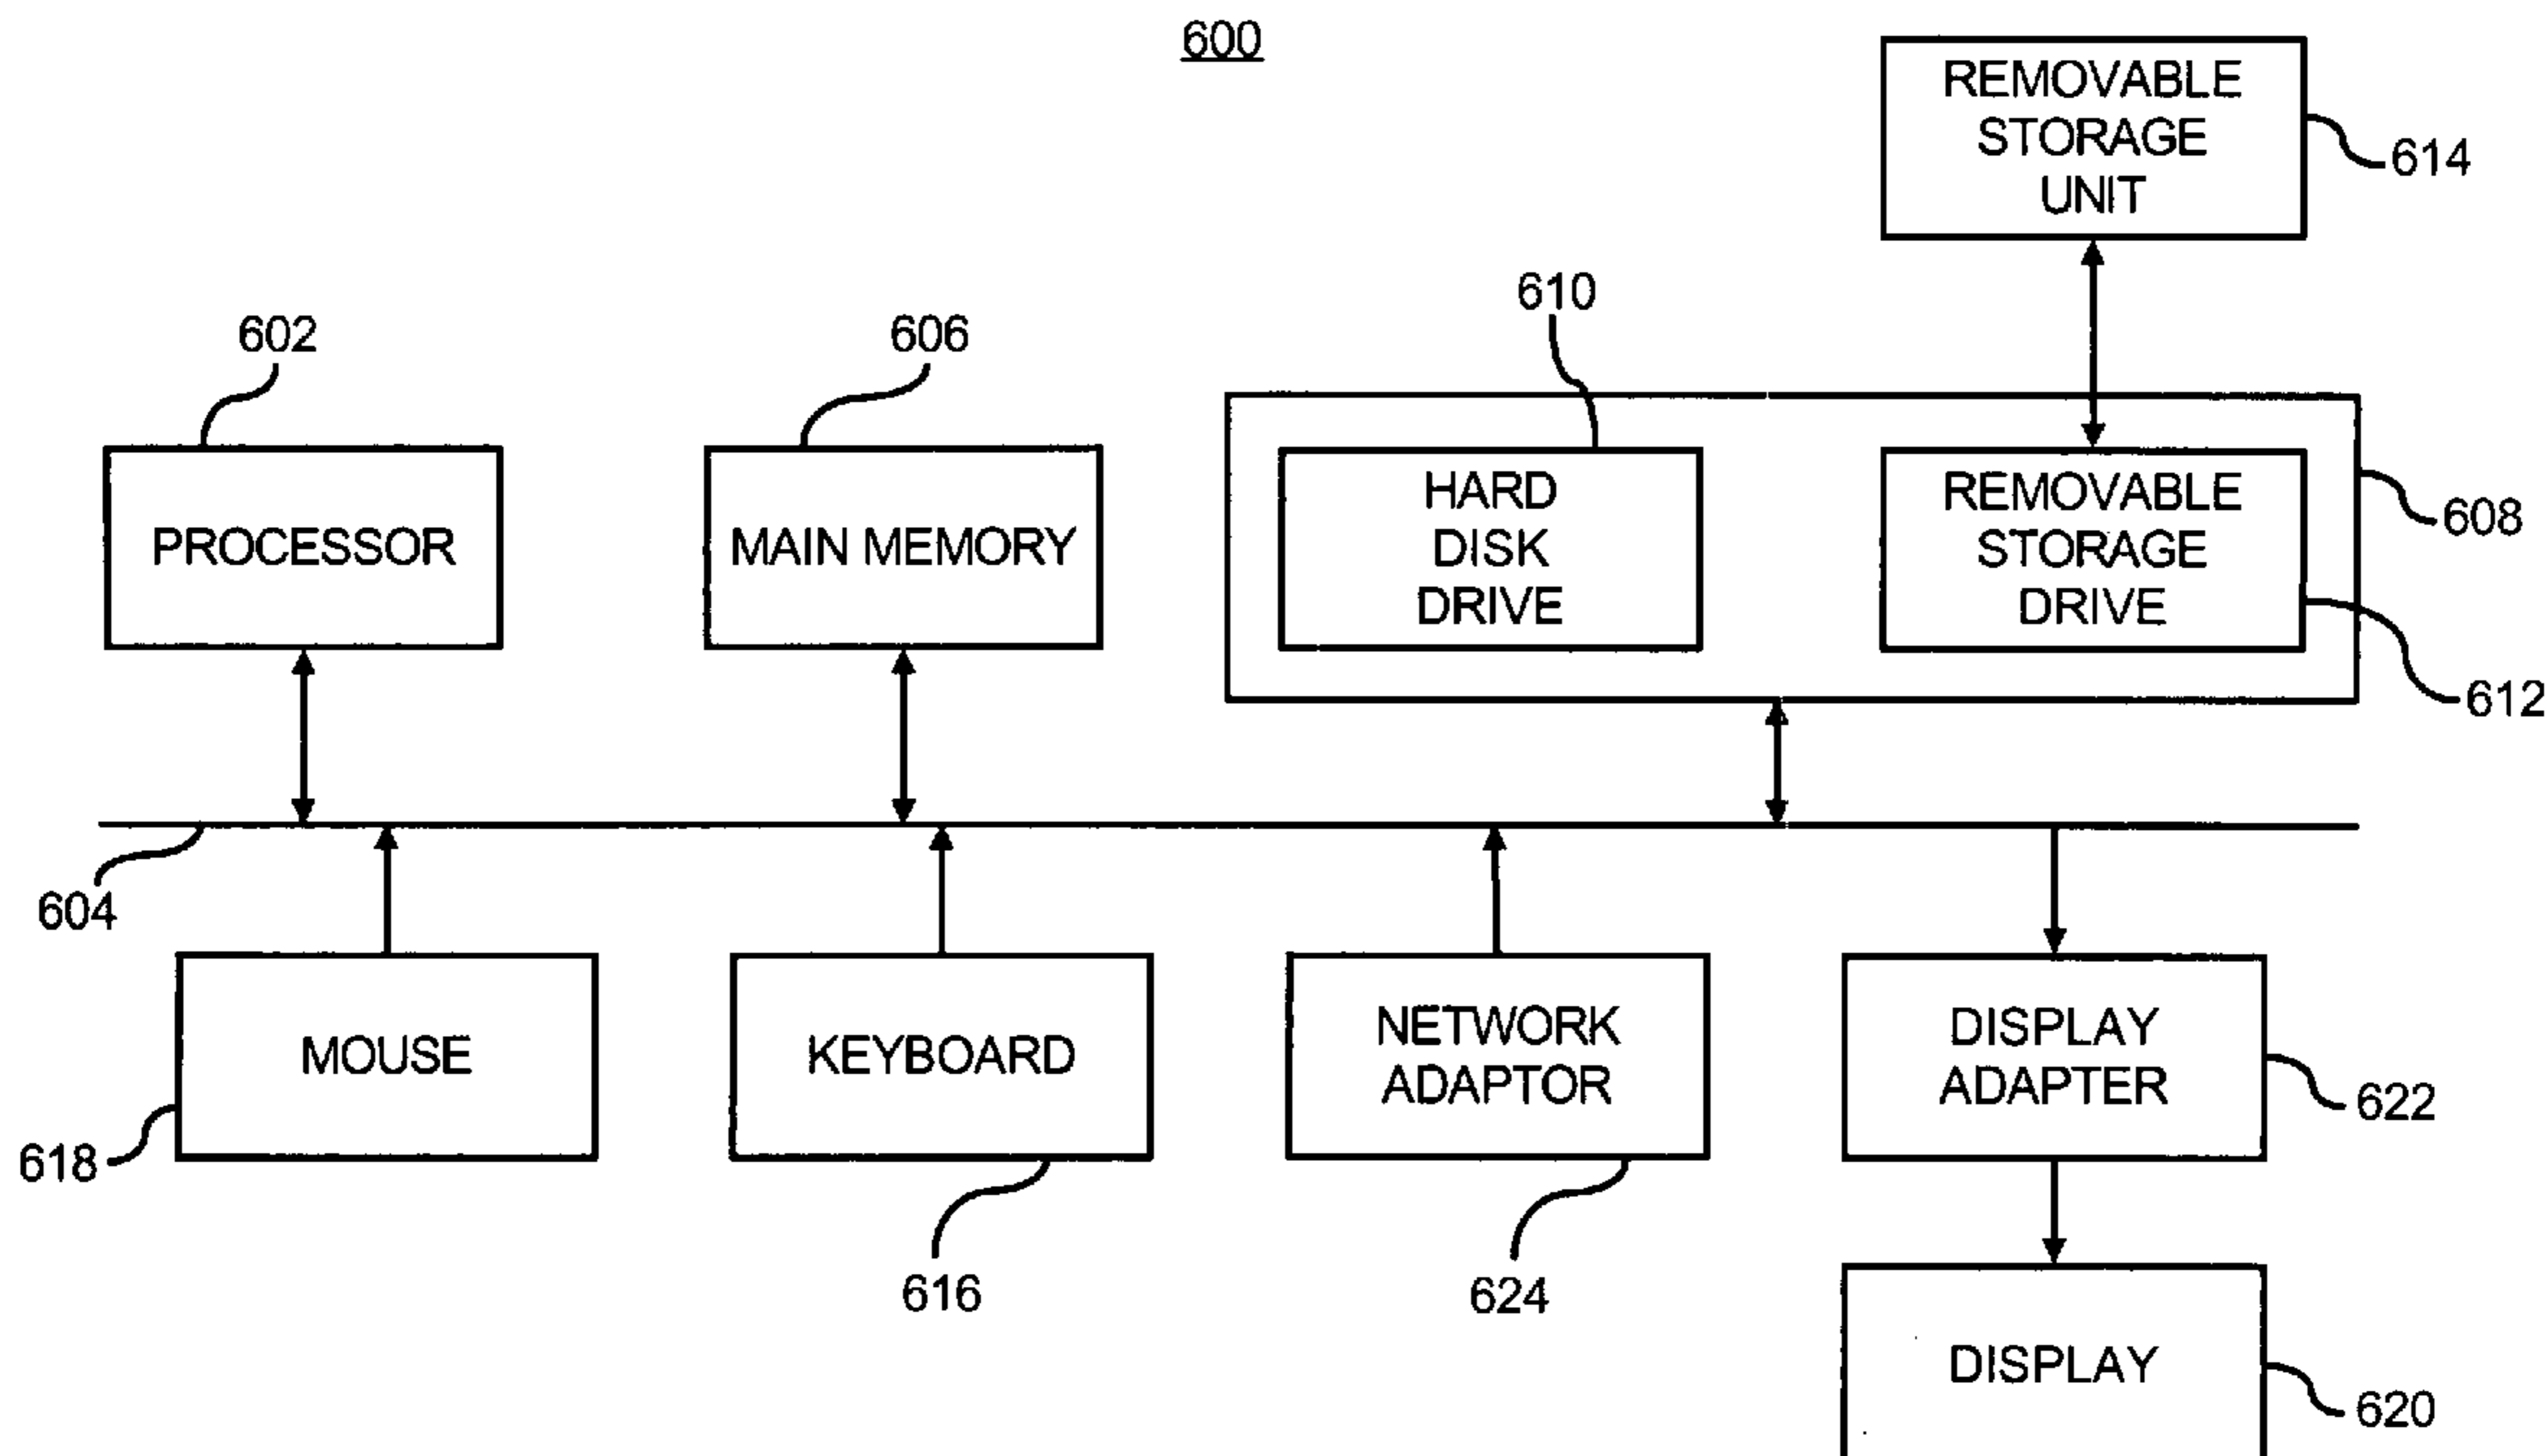 600
REMOVABLE
STORAGE
UNIT
614
610
602
606
HARD
DISK
DRIVE
REMOVABLE
STORAGE
DRIVE
608
PROCESSOR
MAIN MEMORY
612
604
MOUSE
KEYBOARD
NETWORK
ADAPTOR
DISPLAY
ADAPTER
622
618
616
624
DISPLAY
620